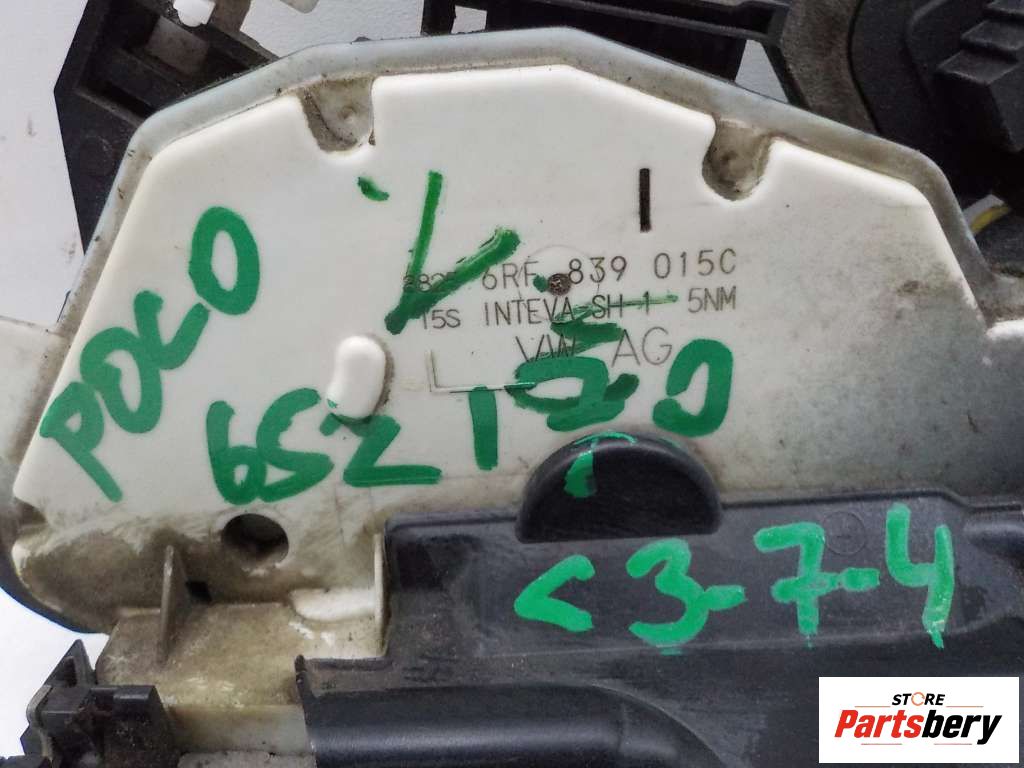 6RF 839 015C
15S INTEVA SH-1 5NM
VW AG
POLO
652
<3-7-4
STORE
Partsbery